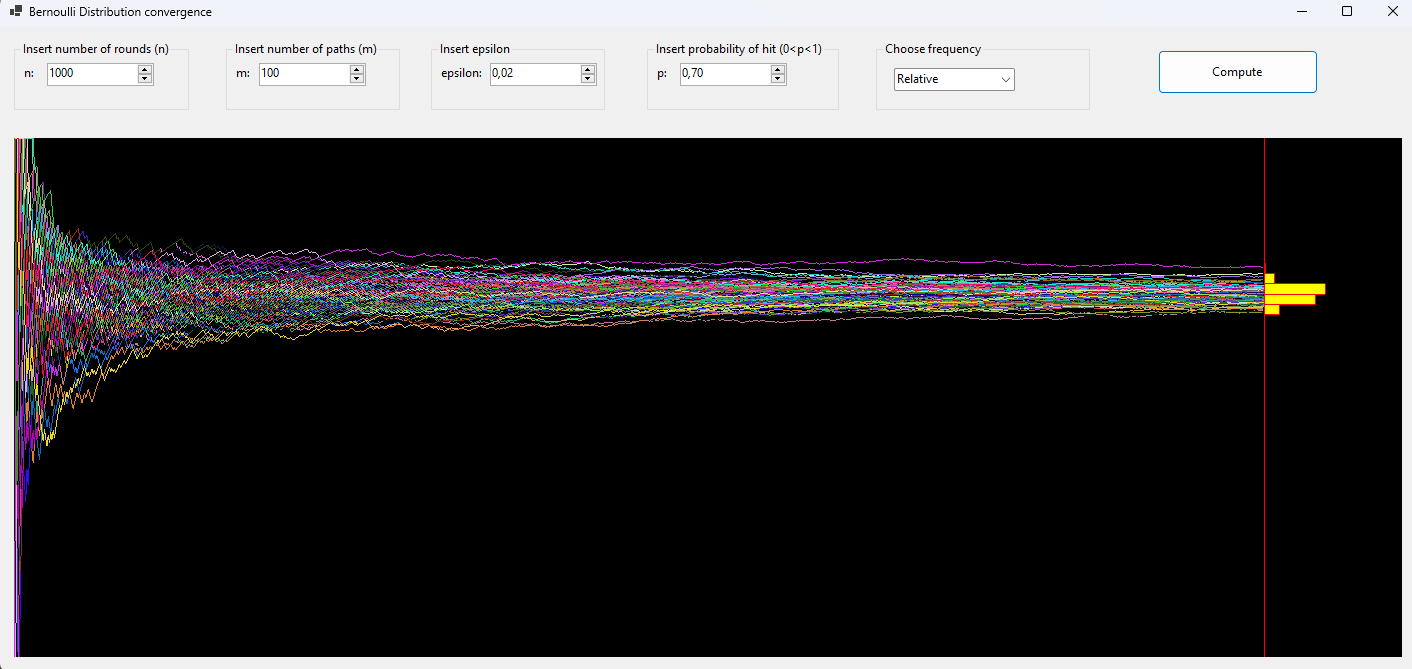 Bernoulli Distribution convergence
Insert number of rounds (n)
n: 1000
Insert number of paths (m)
m: 100
Insert epsilon
epsilon: 0,02
Insert probability of hit (0<p<1)
p: 0,70
Choose frequency
Relative
Compute